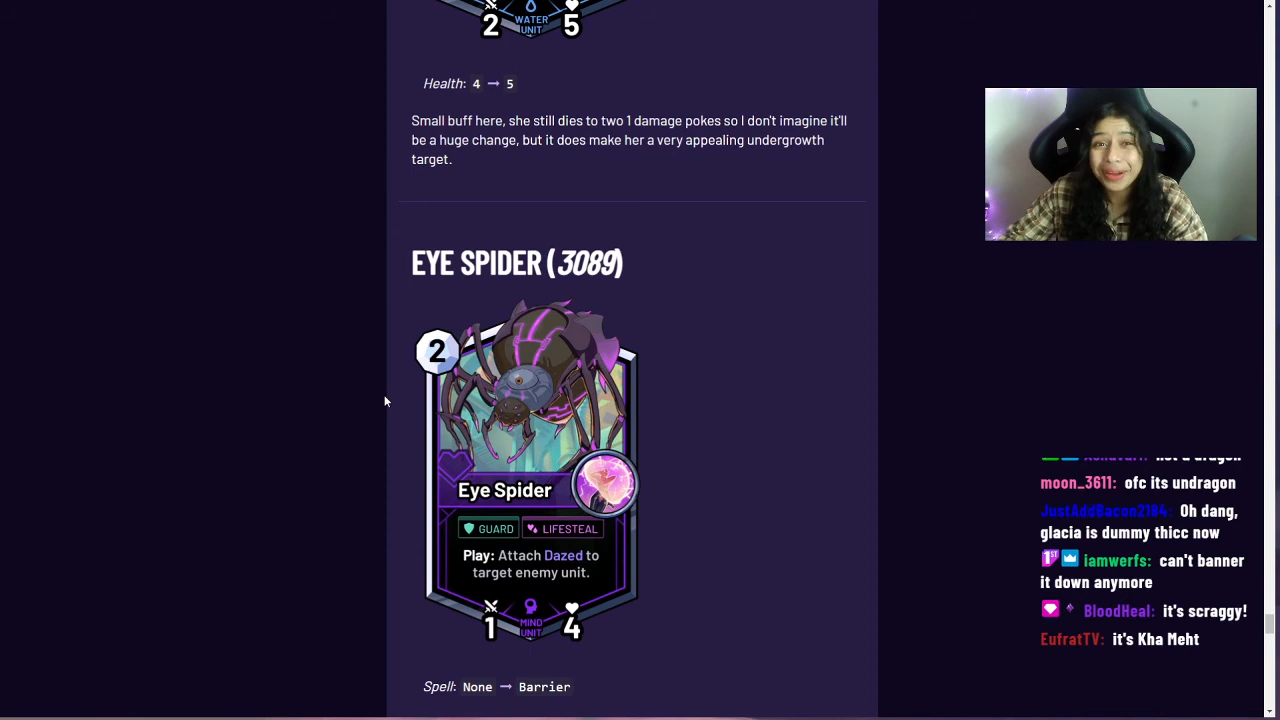 2 WATER UNIT 5
Health: 4 → 5
Small buff here, she still dies to two 1 damage pokes so I don't imagine it'll
be a huge change, but it does make her a very appealing undergrowth
target.
EYE SPIDER (3089)
2
Eye Spider
GUARD LIFESTEAL
Play: Attach Dazed to
target enemy unit.
1 MIND UNIT 4
Spell: None → Barrier
moon_3611: ofc its undragon
JustAddBacon2184: Oh dang,
glacia is dummy thicc now
1ST iamwerfs: can't banner
it down anymore
BloodHeal: it's scraggy!
EufratTV: it's Kha Meht